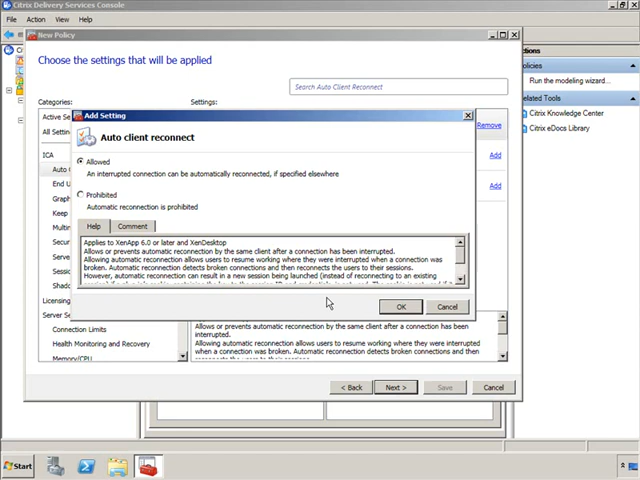 Citrix Delivery Services Console
File Action View Help
New Policy
Choose the settings that will be applied
Search Auto Client Reconnect
Categories:
Settings:
Active Se
All Setting
ICA
Auto C
End U
Graphi
Keep
Multim
Securi
Sessi
Shado
Licensing
Server Se
Connection Limits
Health Monitoring and Recovery
Memory/CPU
Remove
Add
Add
Add Setting
Auto client reconnect
Allowed
An interrupted connection can be automatically reconnected, if specified elsewhere
Prohibited
Automatic reconnection is prohibited
Help Comment
Applies to XenApp 6.0 or later and XenDesktop
Allows or prevents automatic reconnection by the same client after a connection has been interrupted.
Allowing automatic reconnection allows users to resume working where they were interrupted when a connection was
broken. Automatic reconnection detects broken connections and then reconnects the users to their sessions.
However, automatic reconnection can result in a new session being launched (instead of reconnecting to an existing
OK Cancel
Allows or prevents automatic reconnection by the same client after a connection has been
interrupted.
Allowing automatic reconnection allows users to resume working where they were interrupted
when a connection was broken. Automatic reconnection detects broken connections and then
< Back Next > Save Cancel
ctions
olicies
Run the modeling wizard...
elated Tools
Citrix Knowledge Center
Citrix eDocs Library
Start